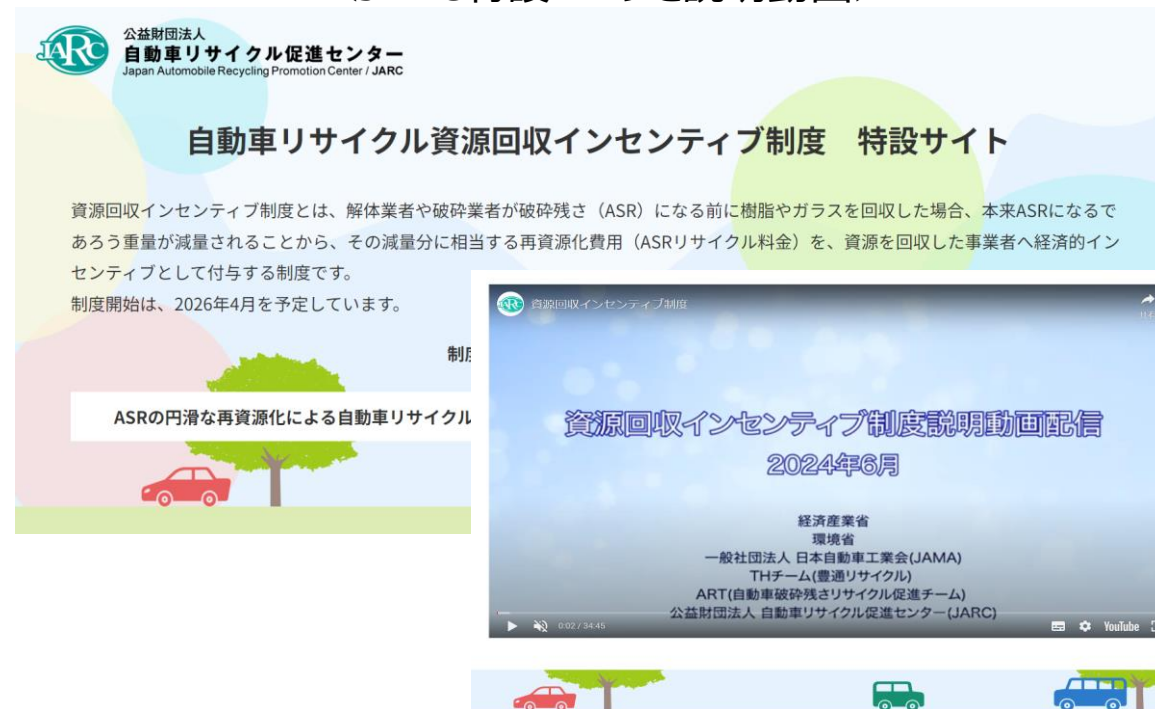 公益財団法人
自動車リサイクル促進センター
Japan Automobile Recycling Promotion Center / JARC
自動車リサイクル資源回収インセンティブ制度　特設サイト
資源回収インセンティブ制度とは、解体業者や破砕業者が破砕残さ（ASR）になる前に樹脂やガラスを回収した場合、本来ASRになるで
あろう重量が減量されることから、その減量分に相当する再資源化費用（ASRリサイクル料金）を、資源を回収した事業者へ経済的イン
センティブとして付与する制度です。
制度開始は、2026年4月を予定しています。
制度
ASRの円滑な再資源化による自動車リサイクル
JARC
資源回収インセンティブ制度
資源回収インセンティブ制度説明動画配信
2024年6月
経済産業省
環境省
一般社団法人 日本自動車工業会(JAMA)
THチーム(豊通リサイクル)
ART(自動車破砕残さリサイクル促進チーム)
公益財団法人 自動車リサイクル促進センター(JARC)
0:02 / 34:45
YouTube